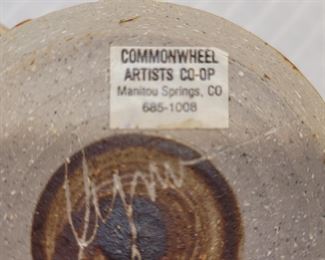 COMMONWHEEL
ARTISTS CO-OP
Manitou Springs, CO
685-1008